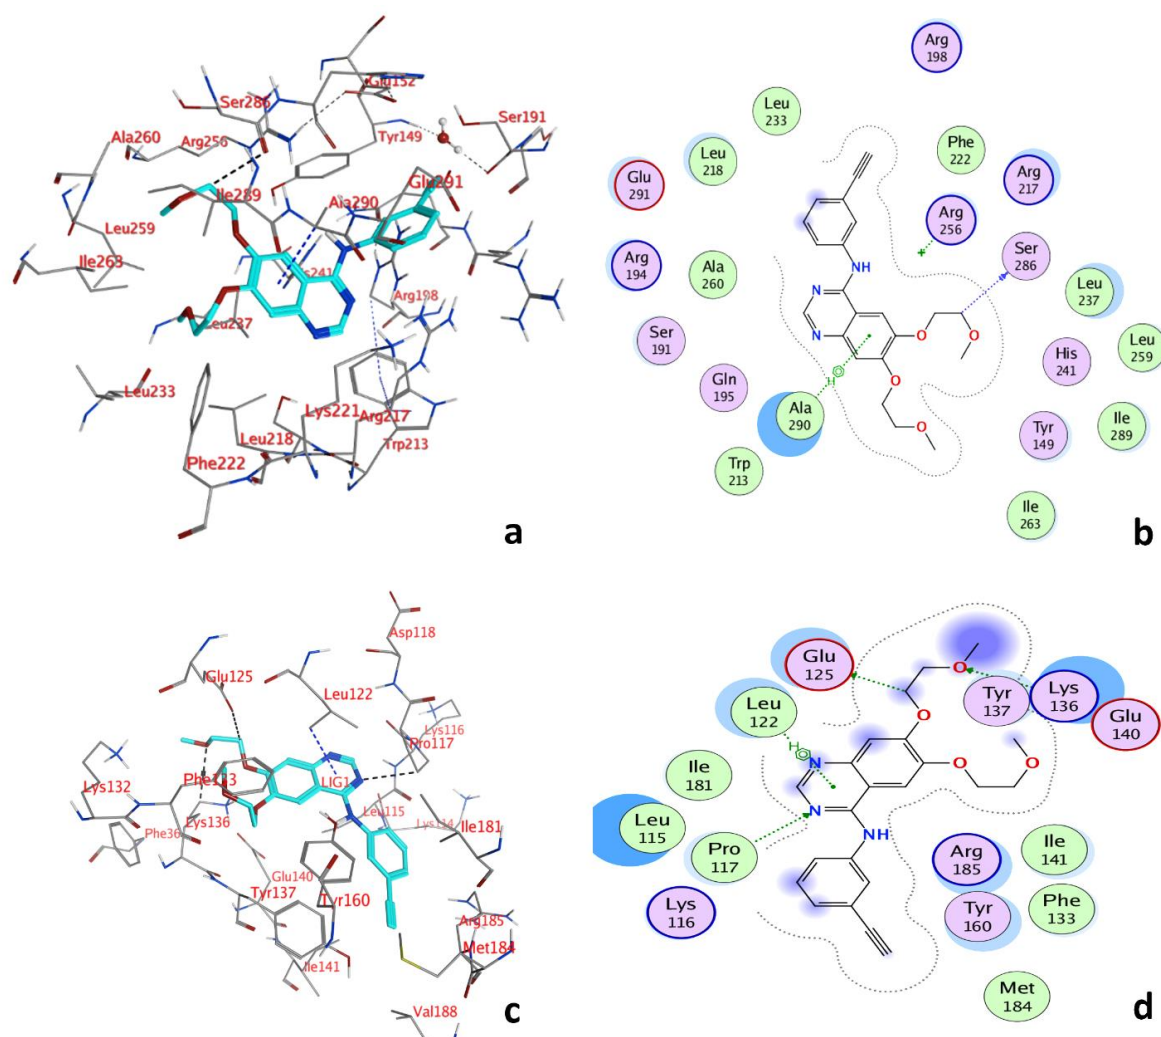 Glu152
Ser286
Ser191
Ala260
Arg256
Tyr149
Ile289
Ala290
Glu291
Leu259
Ile263
s241
Arg198
Leu237
Leu233
Lys221
Arg217
Leu218
Trp213
Phe222
a
Arg
198
Leu
233
Phe
222
Leu
218
Glu
291
Arg
217
Arg
256
Ser
286
Arg
194
Ala
260
NH
Leu
237
N
N
Ser
191
O
O
Leu
259
His
241
Gln
195
O
Ala
290
H
Tyr
149
Ile
289
O
Trp
213
Ile
263
b
Asp118
Glu125
Leu122
Lys116
Pro117
Lys132
Phe133
LIG1
Leu115
Lys114
Lys136
Ile181
Phe36
Glu140
Tyr137
Tyr160
Arg185
Met184
Ile141
Val188
c
Glu
125
O
Tyr
137
Lys
136
Glu
140
Leu
122
O
H
N
O
O
Ile
181
N
Leu
115
Pro
117
NH
Arg
185
Ile
141
Lys
116
Tyr
160
Phe
133
Met
184
d